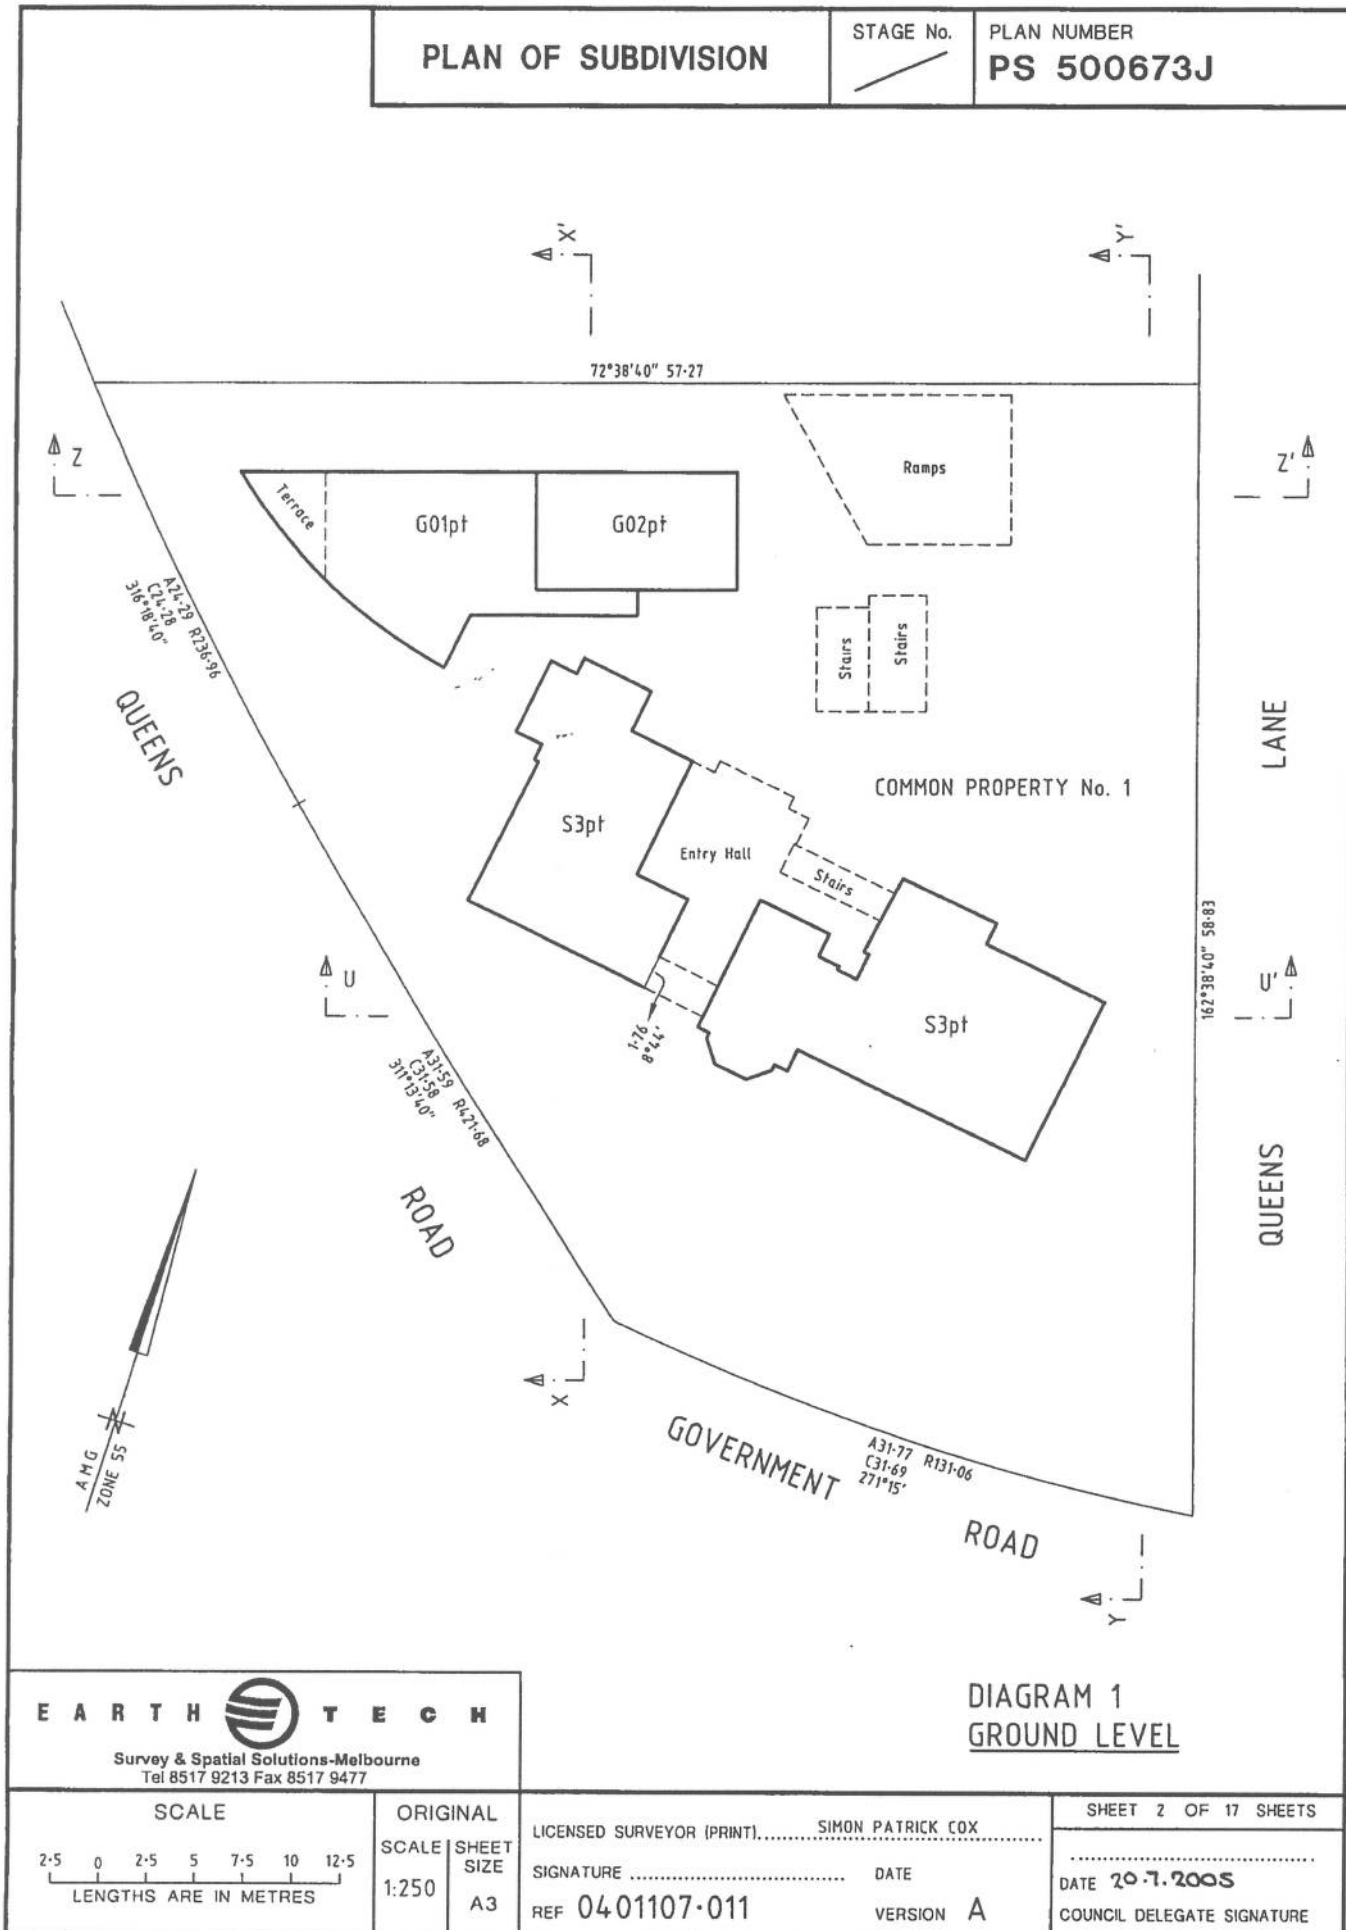 PLAN OF SUBDIVISION
STAGE No.
PLAN NUMBER
PS 500673J
X'
Y'
72°38'40" 57·27
Z
Z'
Ramps
Terrace
G01pt
G02pt
A24·29 R236·96
C24·28
316°18'40"
Stairs
Stairs
QUEENS
LANE
COMMON PROPERTY No. 1
S3pt
Entry Hall
Stairs
162°38'40" 58·83
U
U'
S3pt
1·76
8°44'
A31·59 R421·68
C31·58
311°13'40"
ROAD
QUEENS
X
GOVERNMENT
A31·77 R131·06
C31·69
271°15'
ROAD
AMG
ZONE 55
Y
DIAGRAM 1
GROUND LEVEL
EARTH TECH
Survey & Spatial Solutions-Melbourne
Tel 8517 9213 Fax 8517 9477
SCALE
2·5 0 2·5 5 7·5 10 12·5
LENGTHS ARE IN METRES
ORIGINAL
SCALE SHEET SIZE
1:250 A3
LICENSED SURVEYOR (PRINT) SIMON PATRICK COX
SIGNATURE DATE
REF 0401107·011 VERSION A
SHEET 2 OF 17 SHEETS
DATE 20.7.2005
COUNCIL DELEGATE SIGNATURE